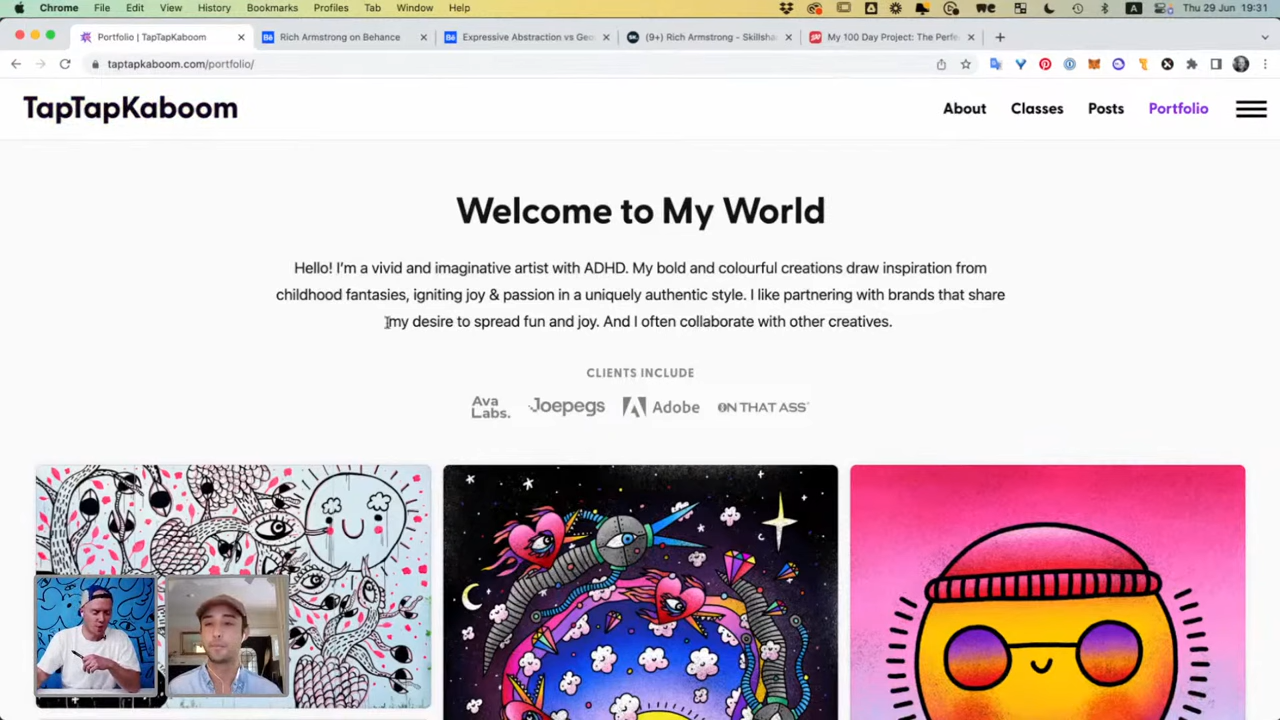 Chrome File Edit View History Bookmarks Profiles Tab Window Help A Thu 29 Jun 19:31
Portfolio | TapTapKaboom Rich Armstrong on Behance Expressive Abstraction vs Geo (9+) Rich Armstrong - Skillsha My 100 Day Project: The Perfe
taptapkaboom.com/portfolio/
TapTapKaboom About Classes Posts Portfolio
Welcome to My World
Hello! I'm a vivid and imaginative artist with ADHD. My bold and colourful creations draw inspiration from
childhood fantasies, igniting joy & passion in a uniquely authentic style. I like partnering with brands that share
my desire to spread fun and joy. And I often collaborate with other creatives.
CLIENTS INCLUDE
Ava Labs. Joepegs Adobe ON THAT ASS